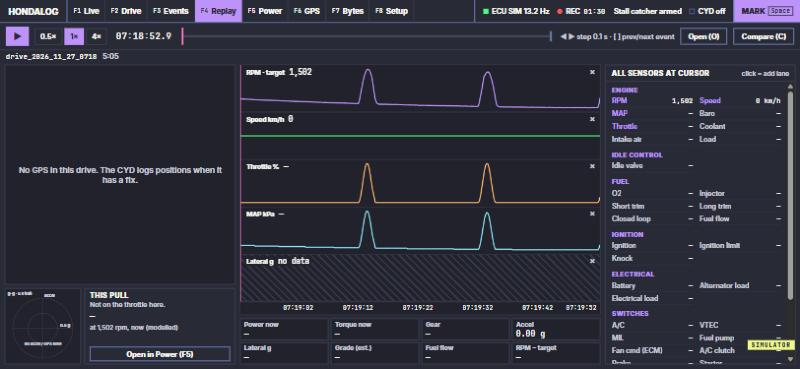 HONDALOG F1 Live F2 Drive F3 Events F4 Replay F5 Power F6 GPS F7 Bytes F8 Setup ECU SIM 13.2 Hz REC 01:30 Stall catcher armed CYD off MARK Space
0.5× 1× 4× 07:18:52.9 step 0.1 s · [ ] prev/next event Open (O) Compare (C)
drive_2026_11_27_0718 5:05
No GPS in this drive. The CYD logs positions when it
has a fix.
THIS PULL
Not on the throttle here.
—
at 1,502 rpm, now (modelled)
Open in Power (F5)
RPM · target 1,502 ×
Speed km/h 0 ×
Throttle % — ×
MAP kPa — ×
Lateral g no data ×
07:19:02 07:19:12 07:19:22 07:19:32 07:19:42 07:19:52
Power now Torque now Gear Accel
— — — 0.00 g
Lateral g Grade (est.) Fuel flow RPM − target
— — — —
ALL SENSORS AT CURSOR click = add lane
ENGINE
RPM 1,502 Speed 0 km/h
MAP — Baro —
Throttle — Coolant —
Intake air — Load —
IDLE CONTROL
Idle valve —
FUEL
O2 — Injector —
Short trim — Long trim —
Closed loop — Fuel flow —
IGNITION
Ignition — Ignition limit —
Knock —
ELECTRICAL
Battery — Alternator load —
Electrical load —
SWITCHES
A/C — VTEC —
MIL — Fuel pump
Fan cmd (ECM) — A/C clutch
SIMULATOR
Brake — Starter —